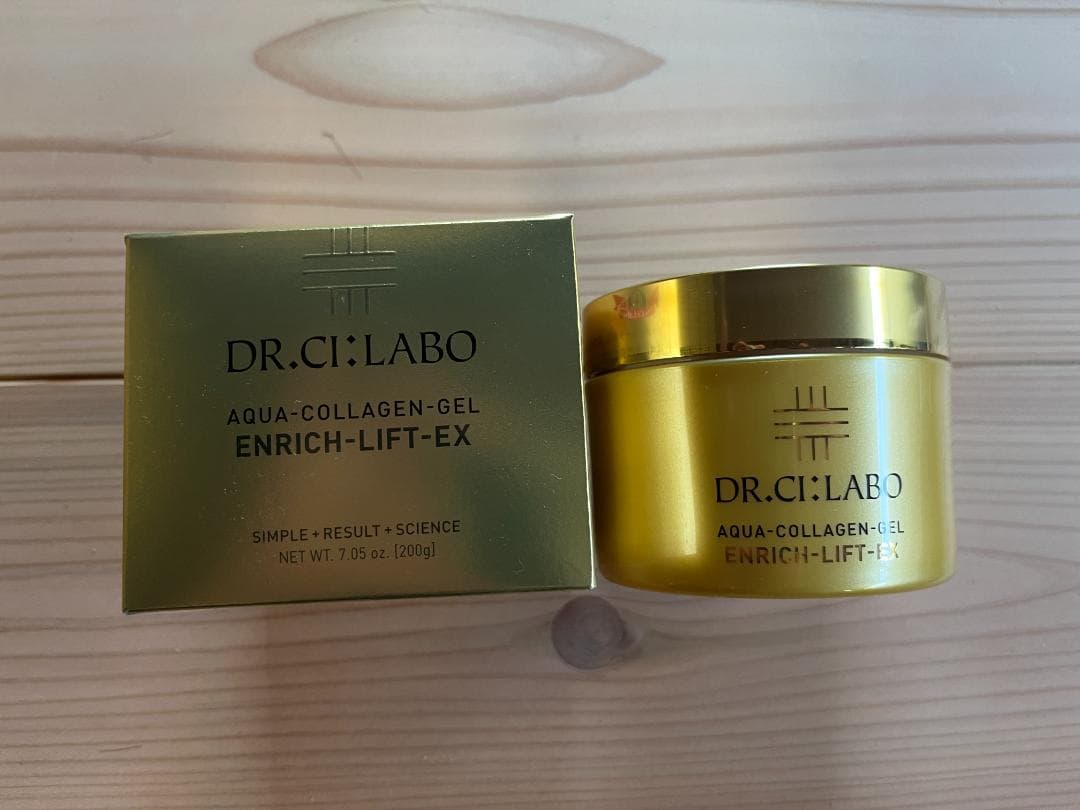 DR.CI:LABO
AQUA-COLLAGEN-GEL
ENRICH-LIFT-EX
SIMPLE+RESULT+SCIENCE
NET WT. 7.05 oz. [200g]
DR.CI:LABO
AQUA-COLLAGEN-GEL
ENRICH-LIFT-EX